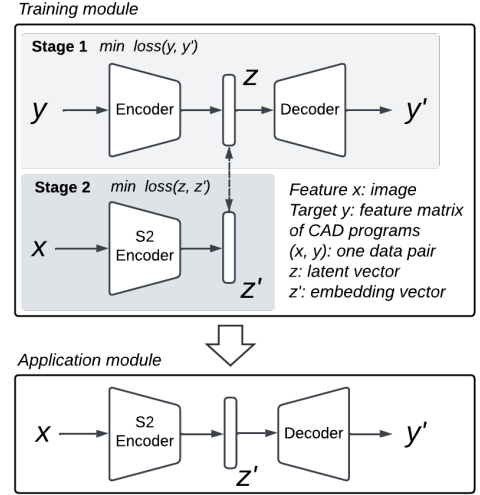 Training module
Stage 1 min loss(y, y')
y
Encoder
z
Decoder
y'
Stage 2 min loss(z, z')
x
S2
Encoder
z'
Feature x: image
Target y: feature matrix
of CAD programs
(x, y): one data pair
z: latent vector
z': embedding vector
Application module
x
S2
Encoder
z'
Decoder
y'